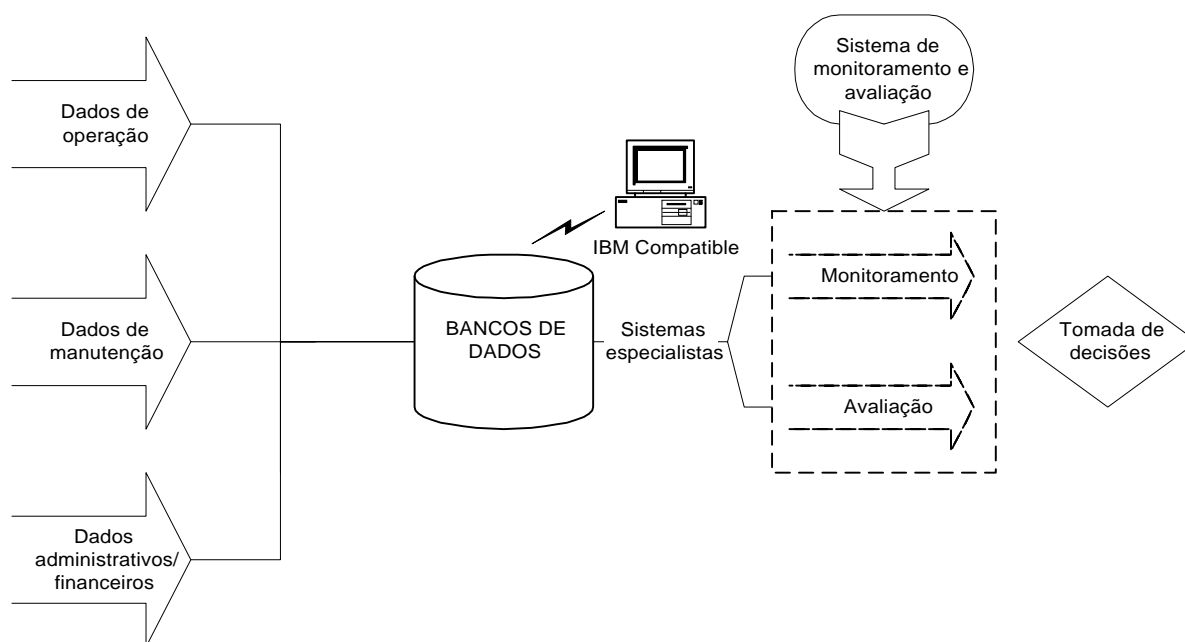 Dados de
operação
Dados de
manutenção
Dados
administrativos/
financeiros
BANCOS DE
DADOS
IBM Compatible
Sistemas
especialistas
Sistema de
monitoramento e
avaliação
Monitoramento
Avaliação
Tomada de
decisões